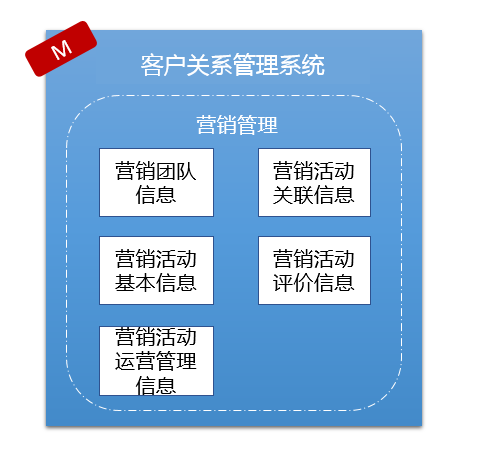 M
客户关系管理系统
营销管理
营销团队
信息
营销活动
关联信息
营销活动
基本信息
营销活动
评价信息
营销活动
运营管理
信息